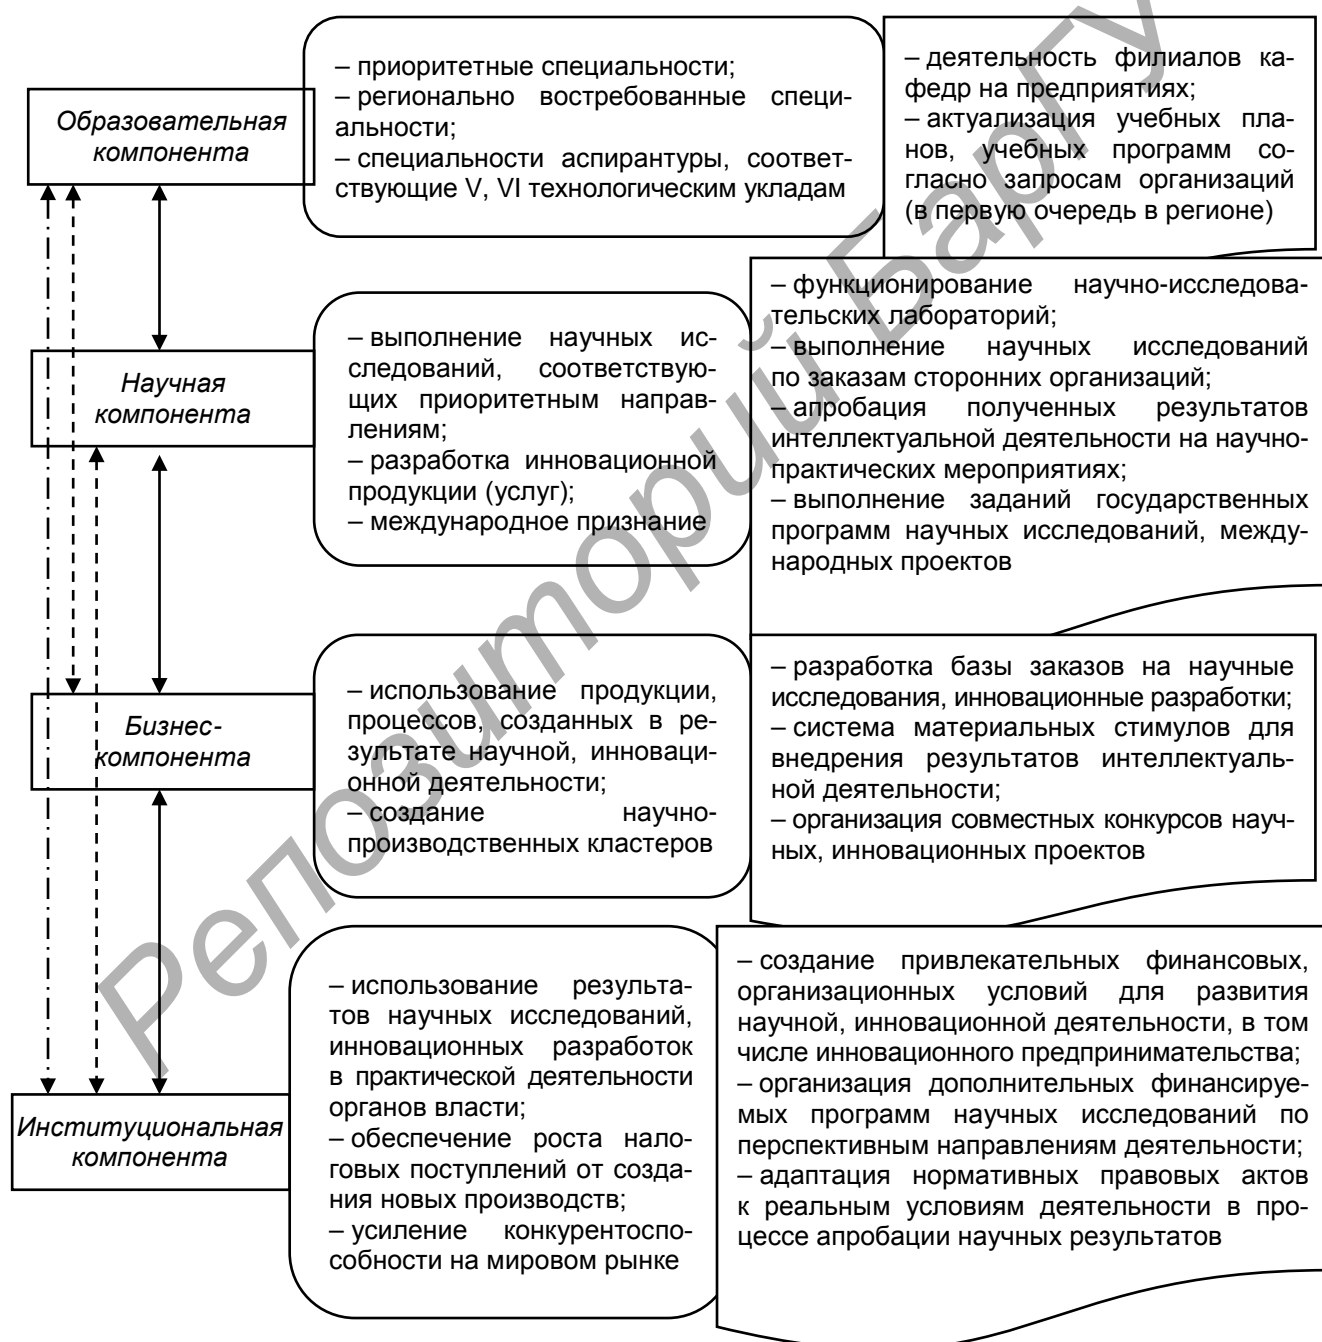 Образовательная
компонента
– приоритетные специальности;
– регионально востребованные специ-
альности;
– специальности аспирантуры, соответ-
ствующие V, VI технологическим укладам
– деятельность филиалов ка-
федр на предприятиях;
– актуализация учебных пла-
нов, учебных программ со-
гласно запросам организаций
(в первую очередь в регионе)
Научная
компонента
– выполнение научных ис-
следований, соответствую-
щих приоритетным направ-
лениям;
– разработка инновационной
продукции (услуг);
– международное признание
– функционирование научно-исследова-
тельских лабораторий;
– выполнение научных исследований
по заказам сторонних организаций;
– апробация полученных результатов
интеллектуальной деятельности на научно-
практических мероприятиях;
– выполнение заданий государственных
программ научных исследований, между-
народных проектов
Бизнес-
компонента
– использование продукции,
процессов, созданных в ре-
зультате научной, инноваци-
онной деятельности;
– создание научно-
производственных кластеров
– разработка базы заказов на научные
исследования, инновационные разработки;
– система материальных стимулов для
внедрения результатов интеллектуаль-
ной деятельности;
– организация совместных конкурсов науч-
ных, инновационных проектов
Институциональная
компонента
– использование результа-
тов научных исследований,
инновационных разработок
в практической деятельности
органов власти;
– обеспечение роста нало-
говых поступлений от созда-
ния новых производств;
– усиление конкурентоспо-
собности на мировом рынке
– создание привлекательных финансовых,
организационных условий для развития
научной, инновационной деятельности, в том
числе инновационного предпринимательства;
– организация дополнительных финансируе-
мых программ научных исследований по
перспективным направлениям деятельности;
– адаптация нормативных правовых актов
к реальным условиям деятельности в про-
цессе апробации научных результатов
Репозиторий БарГУ